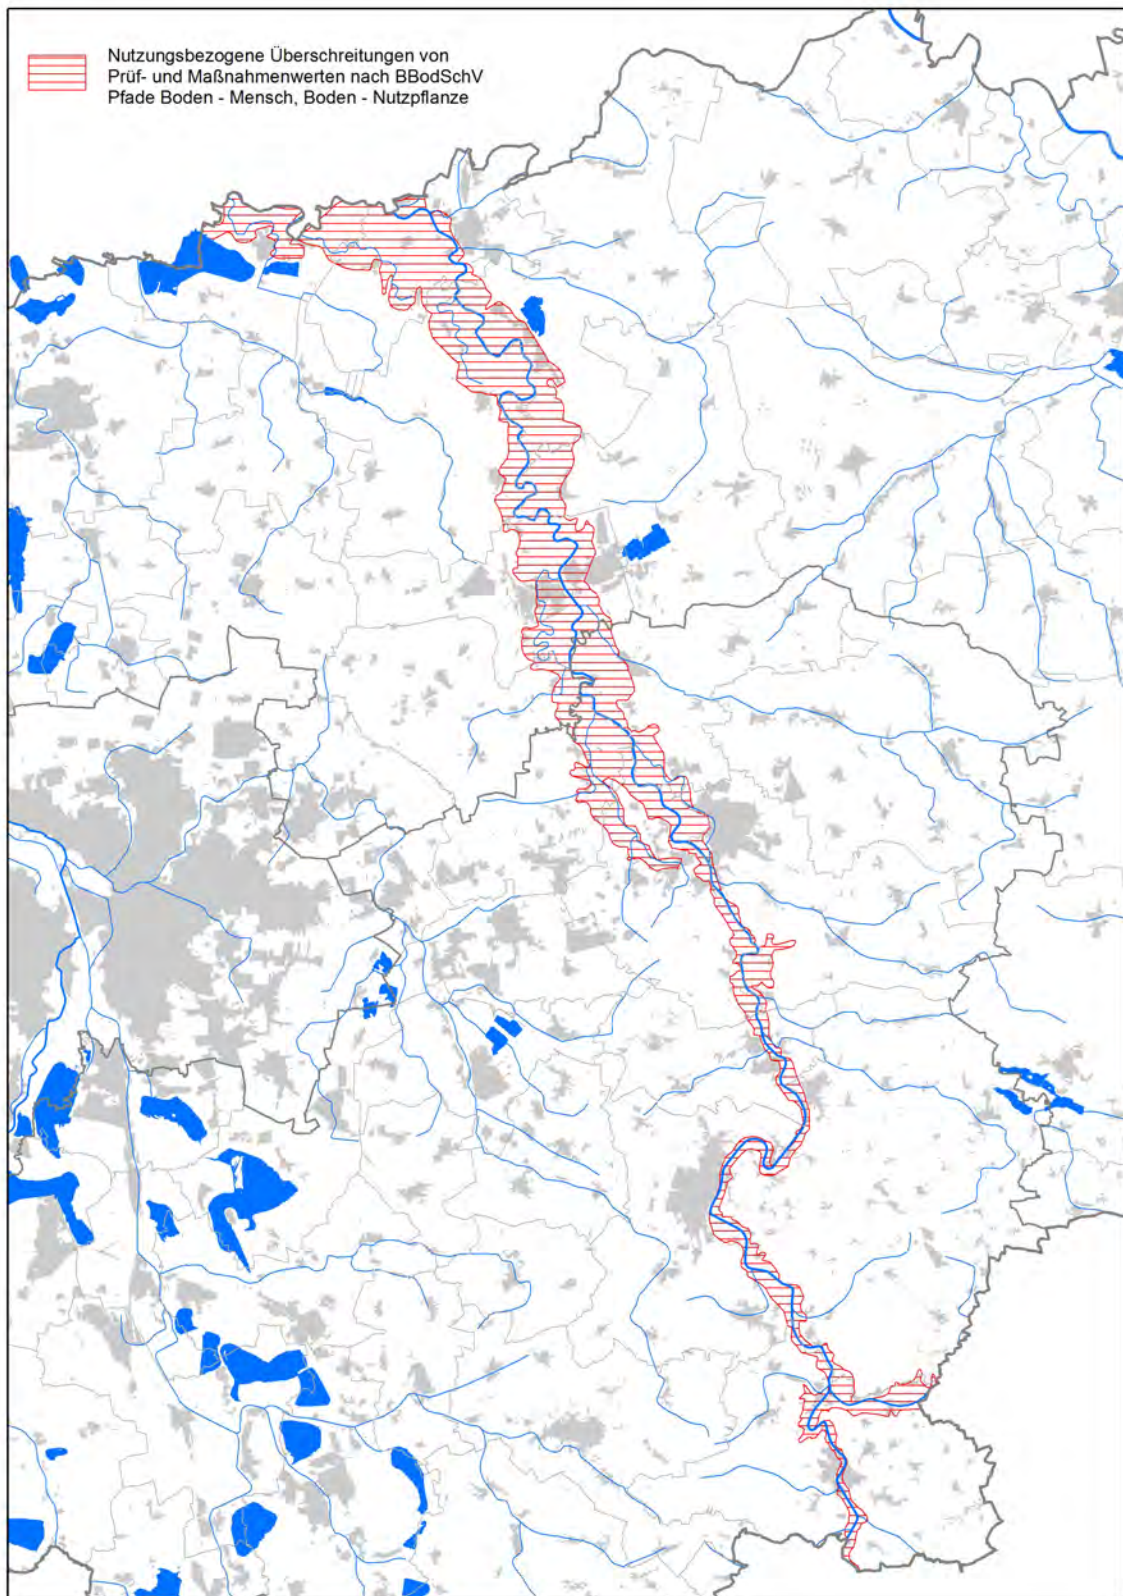 Nutzungsbezogene Überschreitungen von
Prüf- und Maßnahmenwerten nach BBodSchV
Pfade Boden - Mensch, Boden - Nutzpflanze